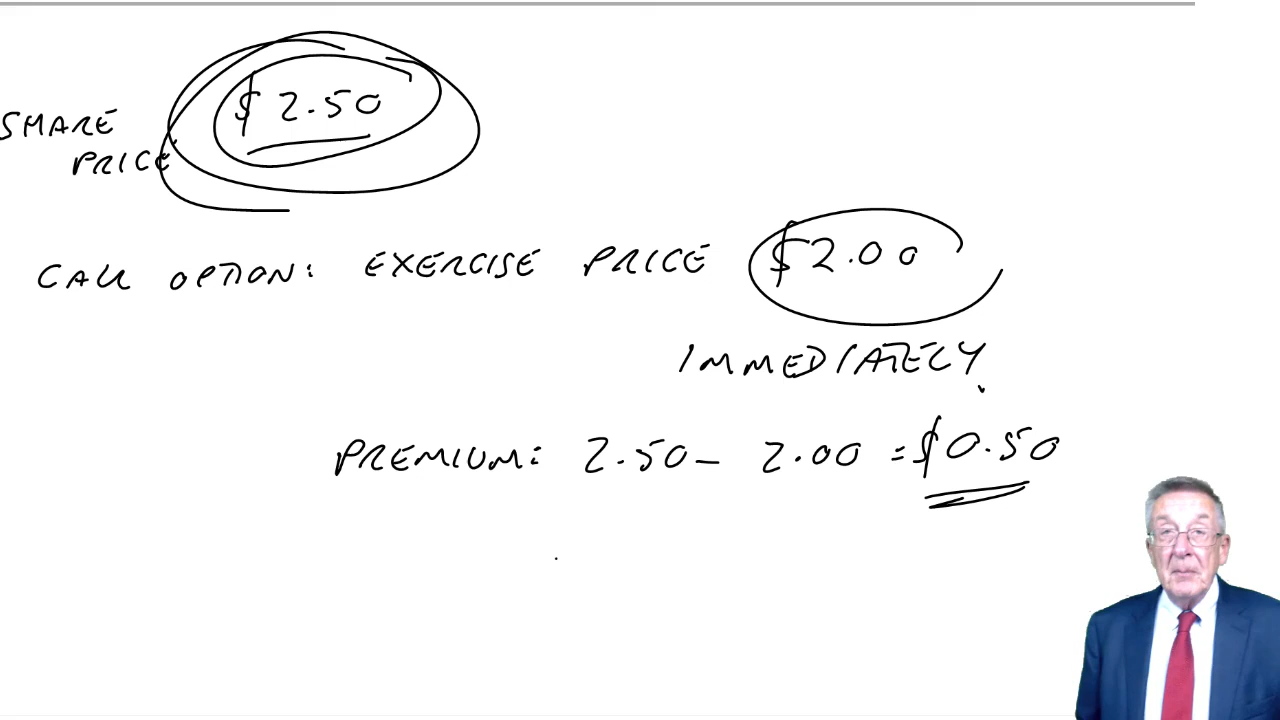 $2.50
SHARE
PRICE
CALL OPTION: EXERCISE PRICE $2.00
IMMEDIATELY
PREMIUM: 2.50 - 2.00 = $0.50